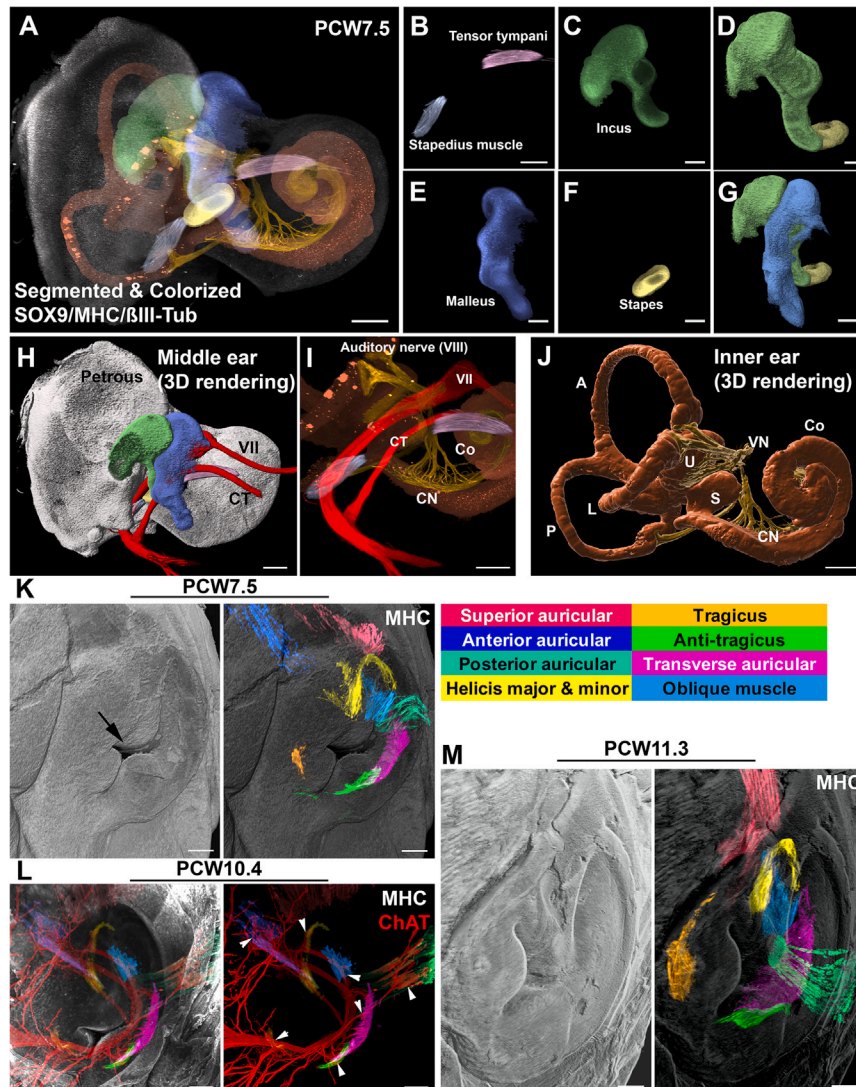 A
PCW7.5
Segmented & Colorized
SOX9/MHC/ßIII-Tub
B
Tensor tympani
Stapedius muscle
C
Incus
D
E
Malleus
F
Stapes
G
H
Middle ear
(3D rendering)
Petrous
VII
CT
I
Auditory nerve (VIII)
VII
CT
Co
CN
J
Inner ear
(3D rendering)
A
Co
VN
U
S
L
P
CN
K
PCW7.5
MHC
Superior auricular
Tragicus
Anterior auricular
Anti-tragicus
Posterior auricular
Transverse auricular
Helicis major & minor
Oblique muscle
L
PCW10.4
MHC
ChAT
M
PCW11.3
MHC